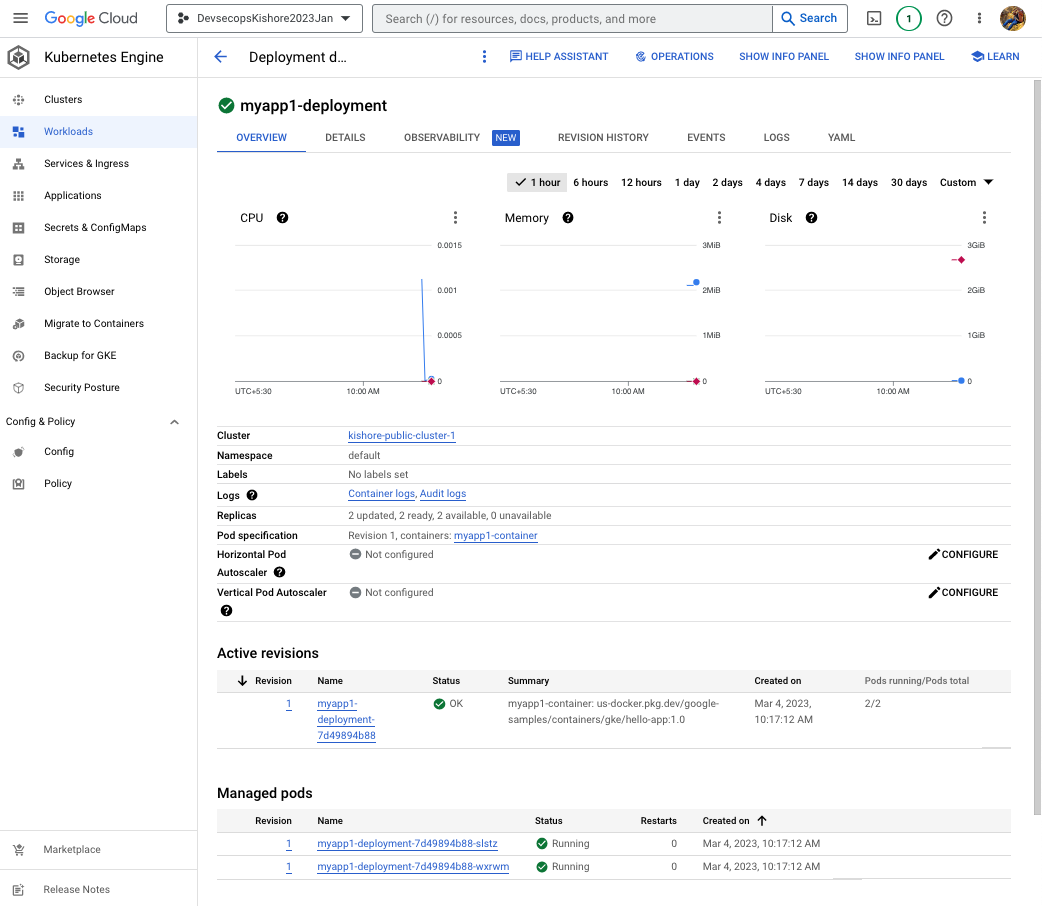 Google Cloud
DevsecopsKishore2023Jan
Search (/) for resources, docs, products, and more
Search
1
Kubernetes Engine
Deployment d...
HELP ASSISTANT
OPERATIONS
SHOW INFO PANEL
SHOW INFO PANEL
LEARN
Clusters
Workloads
Services & Ingress
Applications
Secrets & ConfigMaps
Storage
Object Browser
Migrate to Containers
Backup for GKE
Security Posture
Config & Policy
Config
Policy
Marketplace
Release Notes
myapp1-deployment
OVERVIEW DETAILS OBSERVABILITY NEW REVISION HISTORY EVENTS LOGS YAML
1 hour 6 hours 12 hours 1 day 2 days 4 days 7 days 14 days 30 days Custom
CPU
0.0015
0.001
0.0005
0
UTC+5:30 10:00 AM
Memory
3MiB
2MiB
1MiB
0
UTC+5:30 10:00 AM
Disk
3GiB
2GiB
1GiB
0
UTC+5:30 10:00 AM
Cluster kishore-public-cluster-1
Namespace default
Labels No labels set
Logs Container logs, Audit logs
Replicas 2 updated, 2 ready, 2 available, 0 unavailable
Pod specification Revision 1, containers: myapp1-container
Horizontal Pod Not configured CONFIGURE
Autoscaler
Vertical Pod Autoscaler Not configured CONFIGURE
Active revisions
Revision Name Status Summary Created on Pods running/Pods total
1 myapp1- OK myapp1-container: us-docker.pkg.dev/google- Mar 4, 2023, 2/2
deployment- samples/containers/gke/hello-app:1.0 10:17:12 AM
7d49894b88
Managed pods
Revision Name Status Restarts Created on
1 myapp1-deployment-7d49894b88-slstz Running 0 Mar 4, 2023, 10:17:12 AM
1 myapp1-deployment-7d49894b88-wxrwm Running 0 Mar 4, 2023, 10:17:12 AM